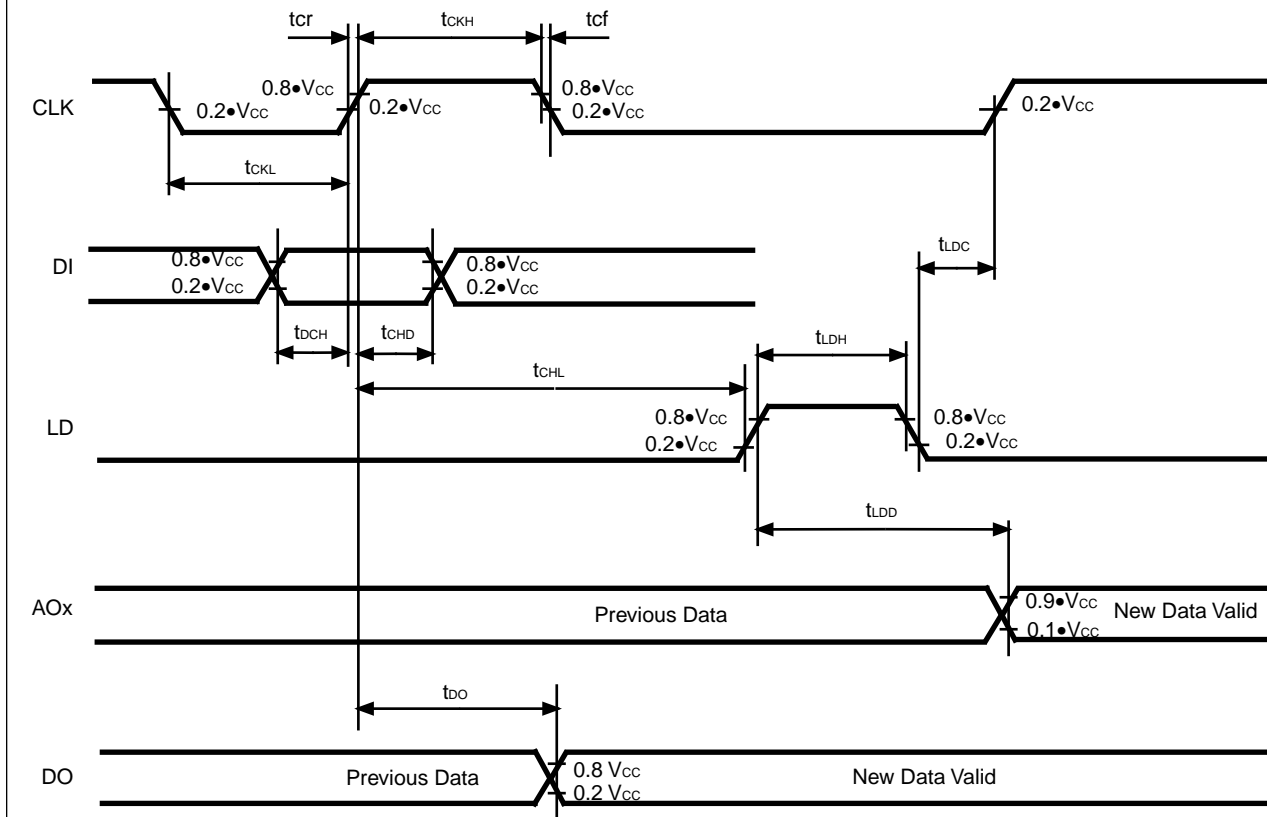 tcr tCKH tcf
0.8•VCC 0.8•VCC
CLK 0.2•VCC 0.2•VCC 0.2•VCC 0.2•VCC
tCKL
tLDC
DI 0.8•VCC 0.8•VCC
0.2•VCC 0.2•VCC
tDCH tCHD tLDH
tCHL
LD 0.8•VCC 0.8•VCC
0.2•VCC 0.2•VCC
tLDD
AOx Previous Data 0.9•VCC New Data Valid
0.1•VCC
tDO
DO Previous Data 0.8 VCC New Data Valid
0.2 VCC